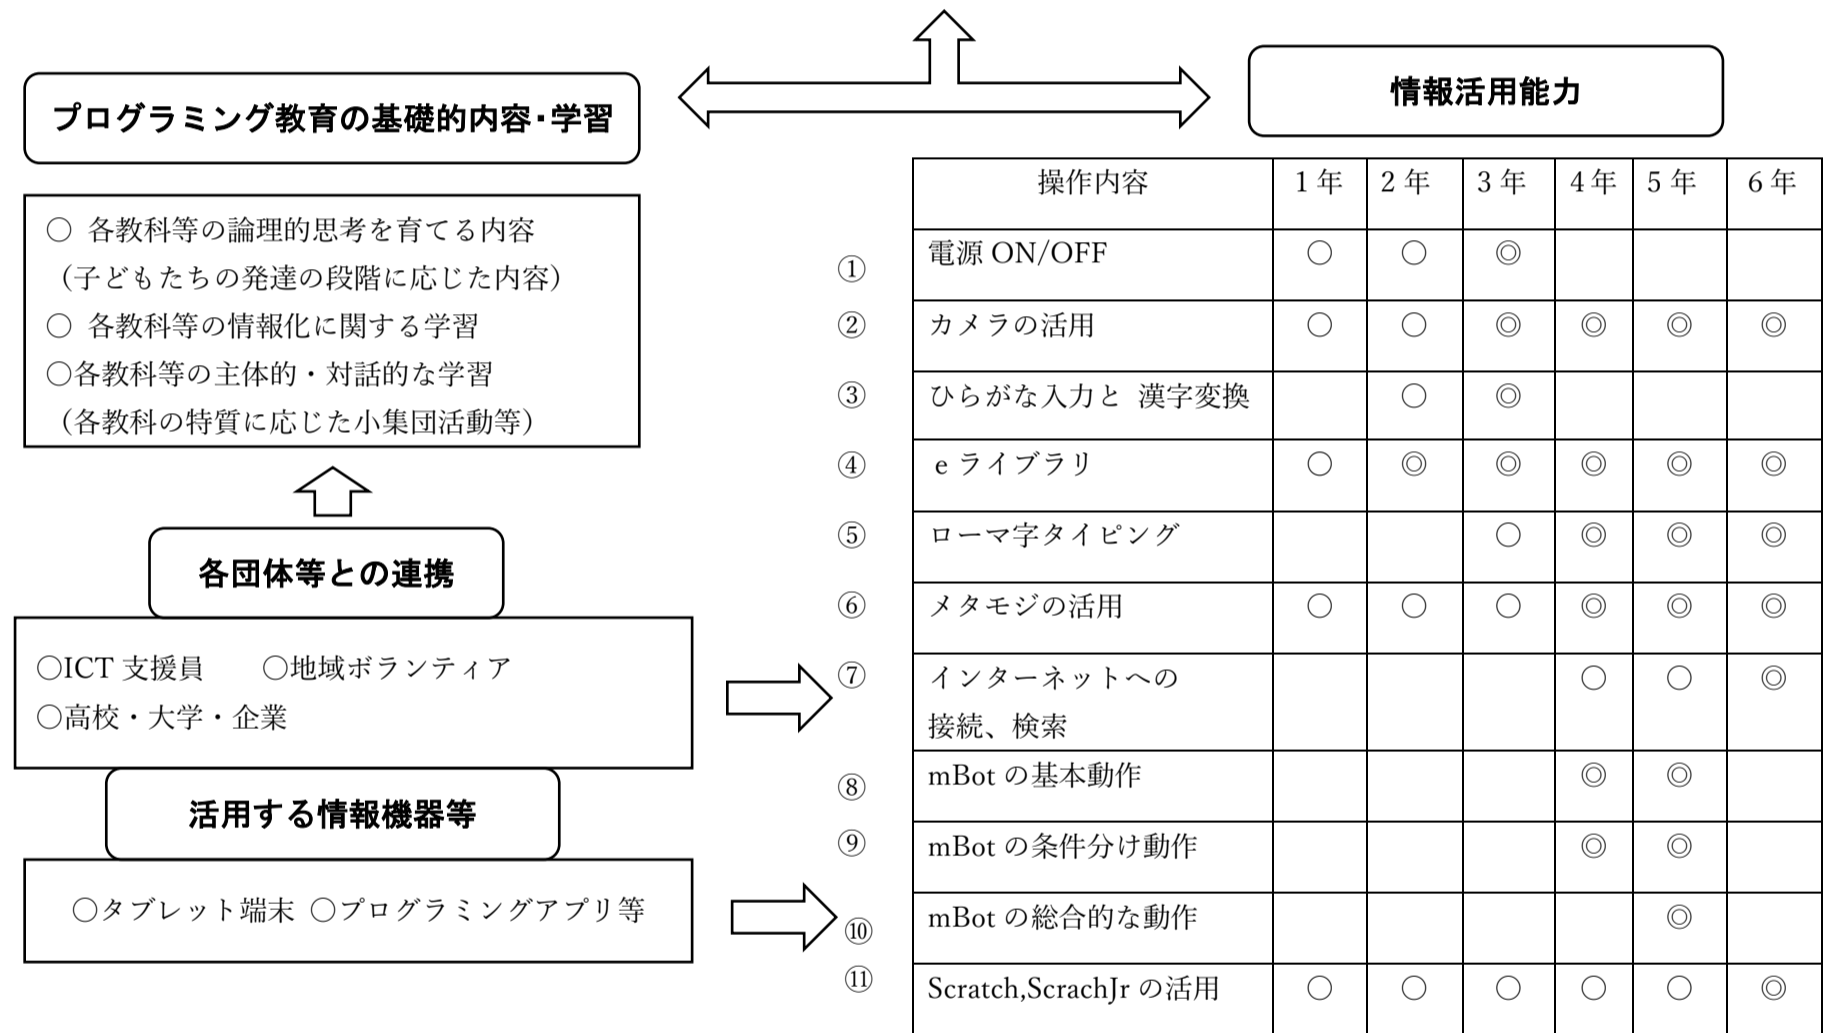 プログラミング教育の基礎的内容・学習
○ 各教科等の論理的思考を育てる内容
（子どもたちの発達の段階に応じた内容）
○ 各教科等の情報化に関する学習
○各教科等の主体的・対話的な学習
（各教科の特質に応じた小集団活動等）
各団体等との連携
○ICT 支援員　○地域ボランティア
○高校・大学・企業
活用する情報機器等
○タブレット端末 ○プログラミングアプリ等
情報活用能力
操作内容 1年 2年 3年 4年 5年 6年
① 電源 ON/OFF ○ ○ ◎
② カメラの活用 ○ ○ ◎ ◎ ◎ ◎
③ ひらがな入力と 漢字変換 ○ ◎
④ e ライブラリ ○ ◎ ◎ ◎ ◎ ◎
⑤ ローマ字タイピング ○ ◎ ◎ ◎
⑥ メタモジの活用 ○ ○ ○ ◎ ◎ ◎
⑦ インターネットへの ○ ○ ◎
接続、検索
⑧ mBot の基本動作 ◎ ◎
⑨ mBot の条件分け動作 ◎ ◎
⑩ mBot の総合的な動作 ◎
⑪ Scratch,ScrachJr の活用 ○ ○ ○ ○ ○ ◎